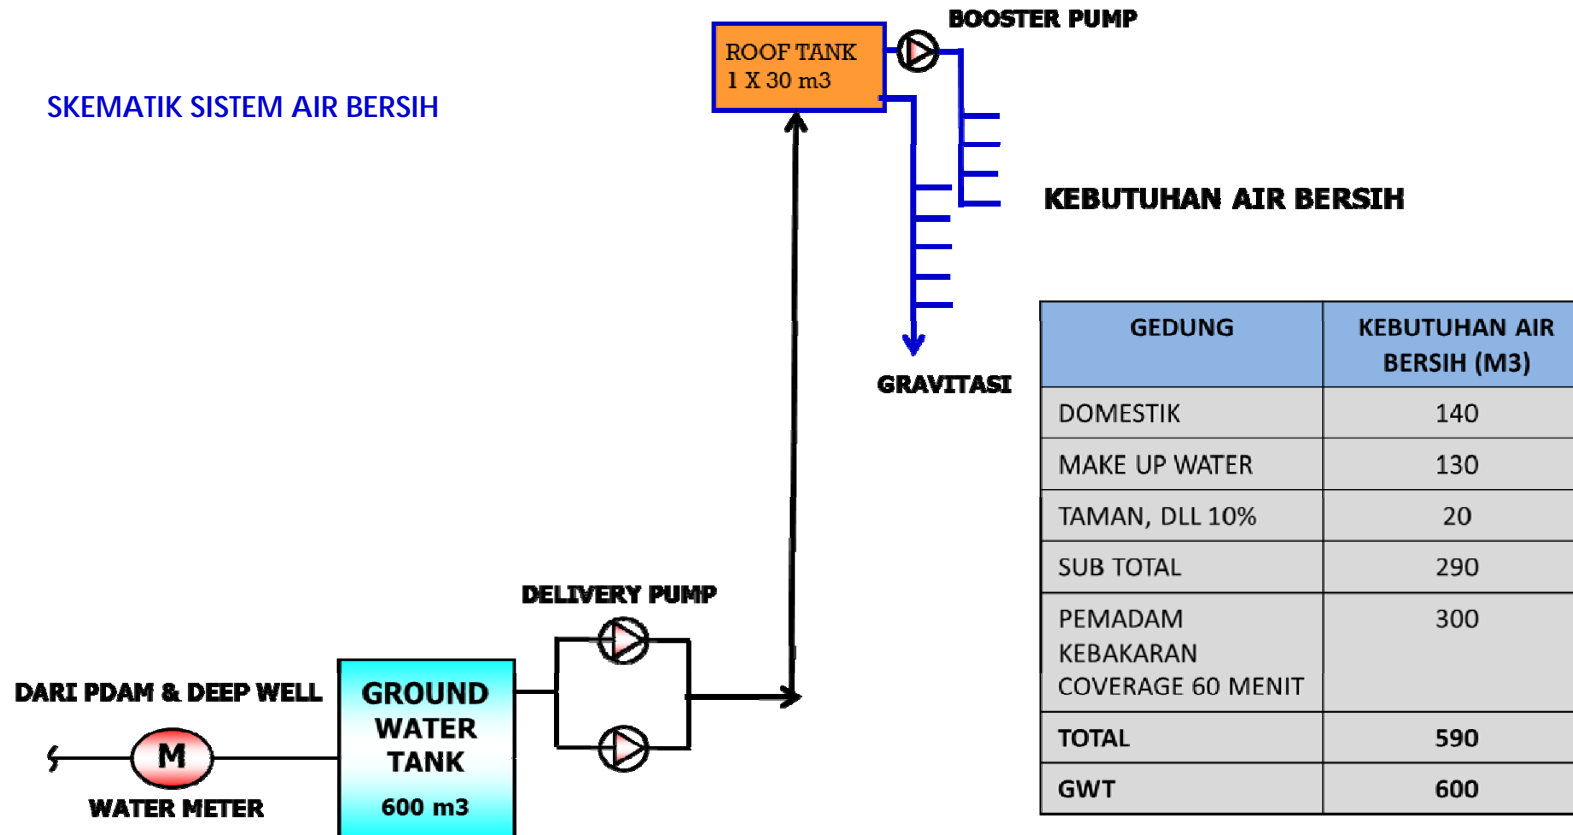 BOOSTER PUMP
ROOF TANK
1 X 30 m3
SKEMATIK SISTEM AIR BERSIH
KEBUTUHAN AIR BERSIH
GRAVITASI
DELIVERY PUMP
DARI PDAM & DEEP WELL
M
WATER METER
GROUND
WATER
TANK
600 m3
GEDUNG KEBUTUHAN AIR
BERSIH (M3)
DOMESTIK 140
MAKE UP WATER 130
TAMAN, DLL 10% 20
SUB TOTAL 290
PEMADAM 300
KEBAKARAN
COVERAGE 60 MENIT
TOTAL 590
GWT 600